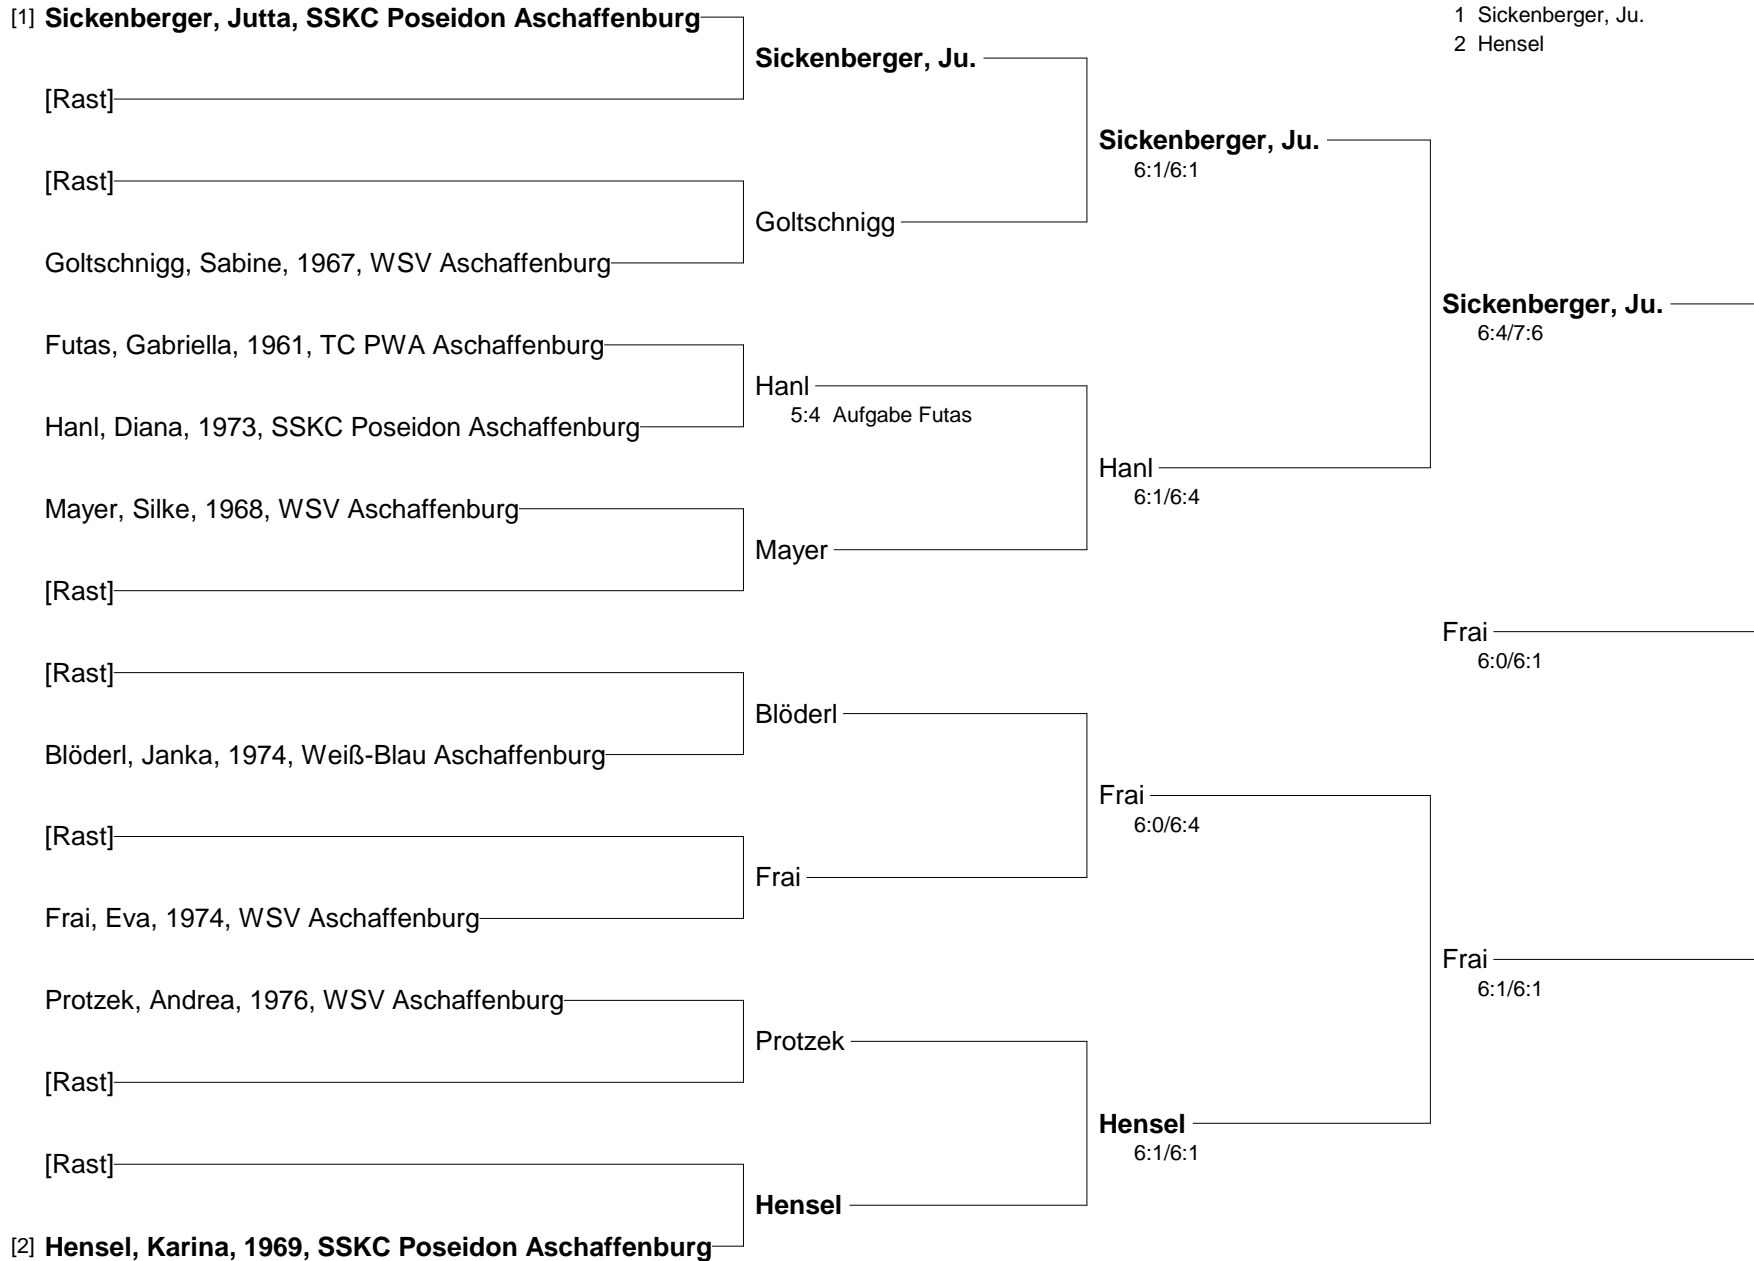 [1] Sickenberger, Jutta, SSKC Poseidon Aschaffenburg
[Rast]
[Rast]
Goltschnigg, Sabine, 1967, WSV Aschaffenburg
Futas, Gabriella, 1961, TC PWA Aschaffenburg
Hanl, Diana, 1973, SSKC Poseidon Aschaffenburg
Mayer, Silke, 1968, WSV Aschaffenburg
[Rast]
[Rast]
Blöderl, Janka, 1974, Weiß-Blau Aschaffenburg
[Rast]
Frai, Eva, 1974, WSV Aschaffenburg
Protzek, Andrea, 1976, WSV Aschaffenburg
[Rast]
[Rast]
[2] Hensel, Karina, 1969, SSKC Poseidon Aschaffenburg
Sickenberger, Ju.
Goltschnigg
Hanl
5:4 Aufgabe Futas
Mayer
Blöderl
Frai
Protzek
Hensel
Sickenberger, Ju.
6:1/6:1
Hanl
6:1/6:4
Frai
6:0/6:4
Hensel
6:1/6:1
1 Sickenberger, Ju.
2 Hensel
Sickenberger, Ju.
6:4/7:6
Frai
6:0/6:1
Frai
6:1/6:1